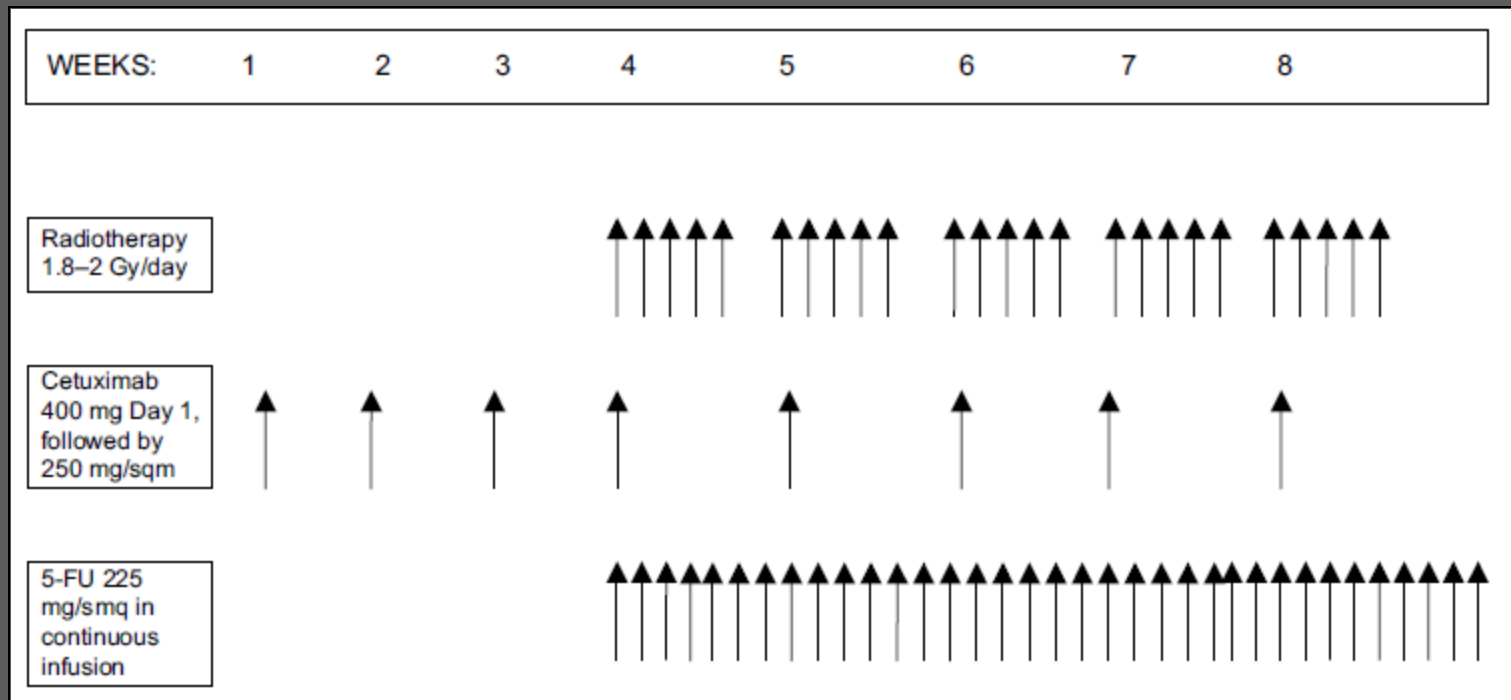 WEEKS: 1 2 3 4 5 6 7 8
Radiotherapy
1.8–2 Gy/day
Cetuximab
400 mg Day 1,
followed by
250 mg/sqm
5-FU 225
mg/smq in
continuous
infusion